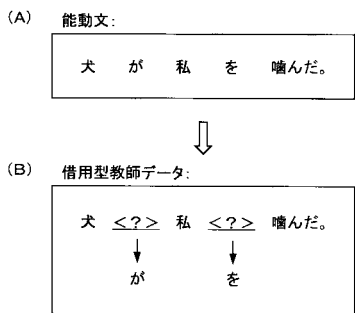 (A) 能動文:
犬 が 私 を 噛んだ。
(B) 借用型教師データ:
犬 <?> 私 <?> 噛んだ。
が を